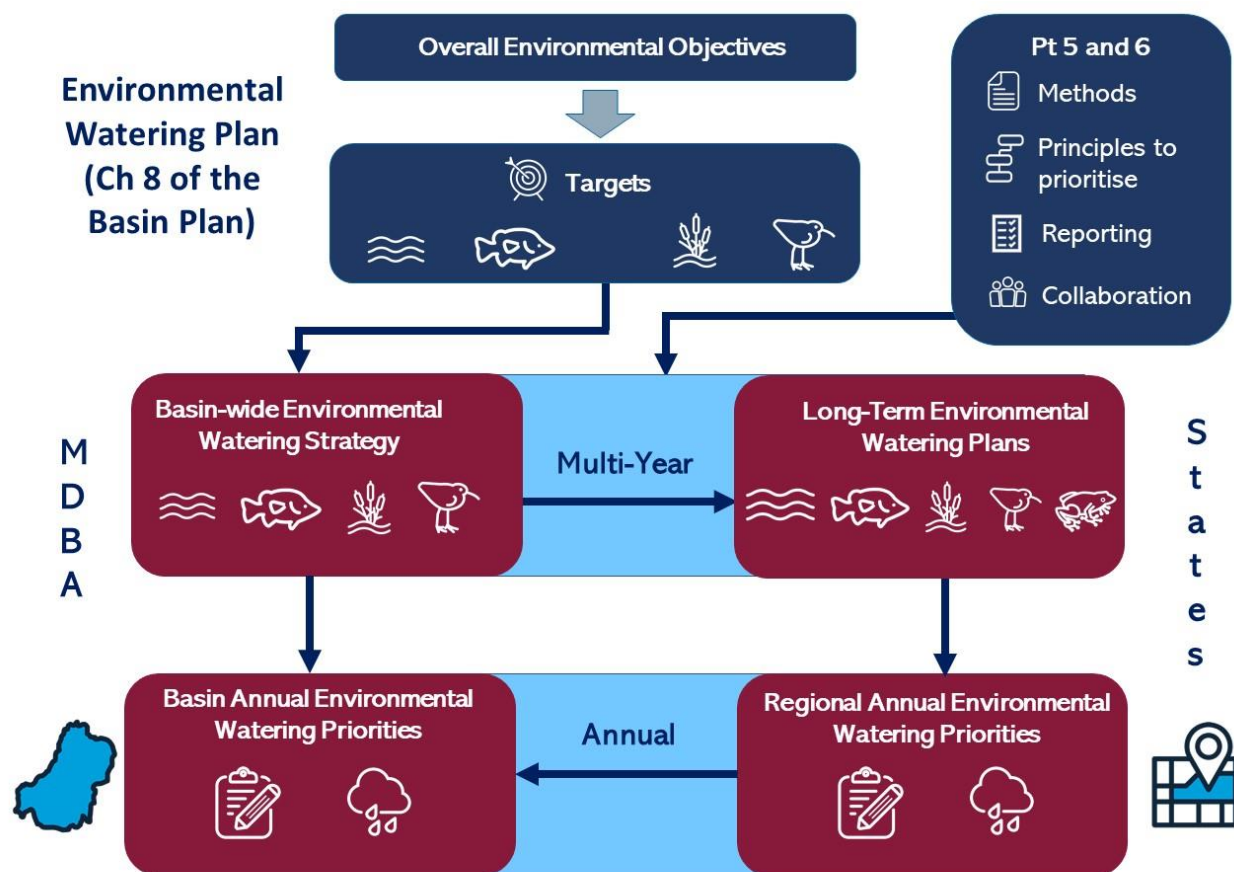 Overall Environmental Objectives
Environmental
Watering Plan
(Ch 8 of the
Basin Plan)
Targets
Pt 5 and 6
Methods
Principles to
prioritise
Reporting
Collaboration
MDBA
Basin-wide Environmental
Watering Strategy
Multi-Year
Long-Term Environmental
Watering Plans
States
Basin Annual Environmental
Watering Priorities
Annual
Regional Annual Environmental
Watering Priorities